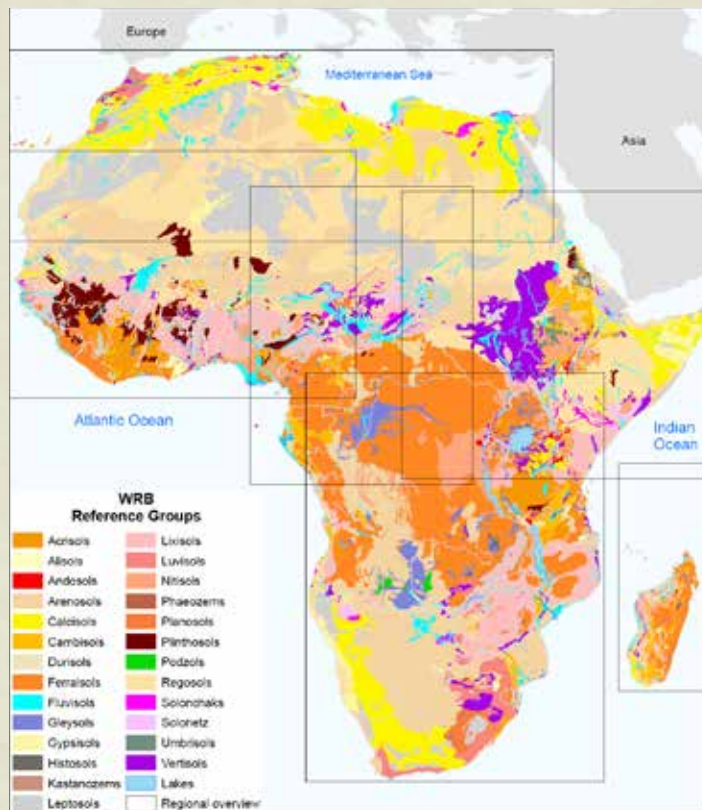 Europe
Mediterranean Sea
Asia
Atlantic Ocean
Indian
Ocean
WRB
Reference Groups
Acrisols
Alisols
Andosols
Arenosols
Calcisols
Cambisols
Durisols
Ferralsols
Fluvisols
Gleysols
Gypsisols
Histosols
Kastanozems
Leptosols
Lixisols
Luvisols
Nitisols
Phaeozems
Planosols
Plinthosols
Podzols
Regosols
Solonchaks
Solonetz
Umbrisols
Vertisols
Lakes
Regional overview